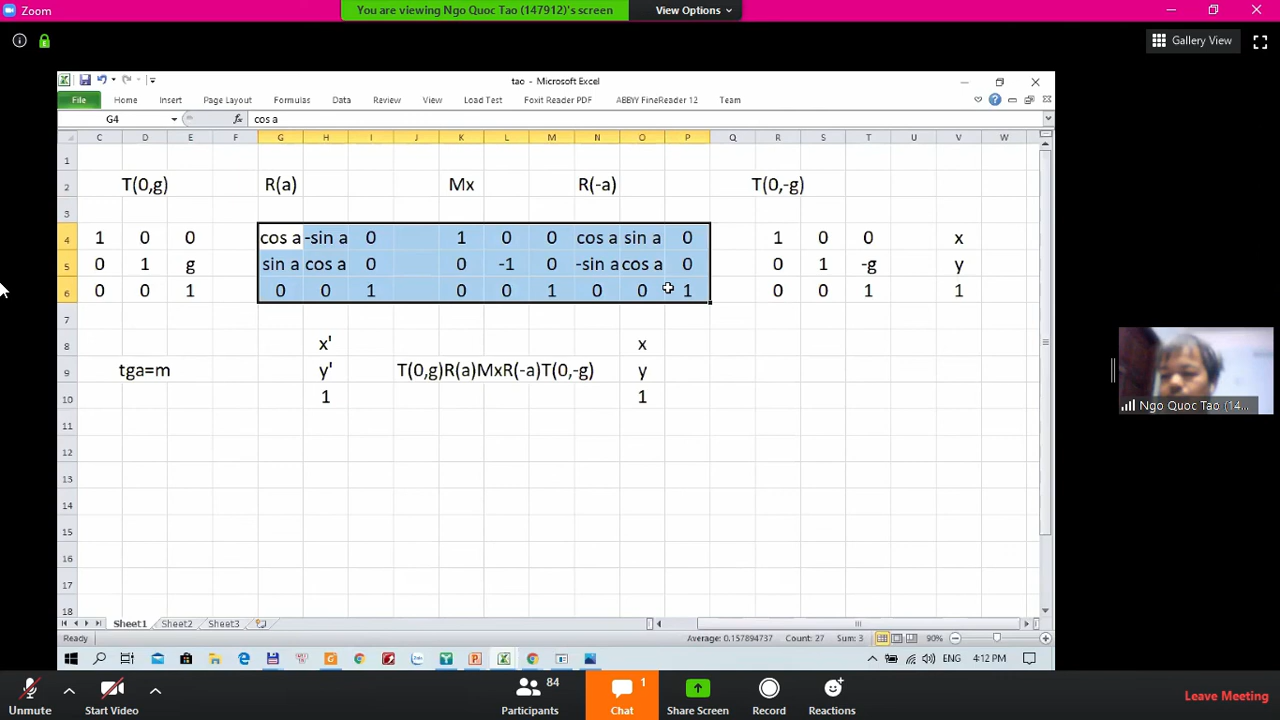 Zoom
You are viewing Ngo Quoc Tao (147912)'s screen
View Options
Gallery View
tao - Microsoft Excel
File Home Insert Page Layout Formulas Data Review View Load Test Foxit Reader PDF ABBYY FineReader 12 Team
G4 fx cos a
C D E F G H I J K L M N O P Q R S T U V W
1
2 T(0,g) R(a) Mx R(-a) T(0,-g)
3
4 1 0 0 cos a -sin a 0 1 0 0 cos a sin a 0 1 0 0 x
5 0 1 g sin a cos a 0 0 -1 0 -sin a cos a 0 0 1 -g y
6 0 0 1 0 0 1 0 0 1 0 0 1 0 0 1 1
7
8 x' x
9 tga=m y' T(0,g)R(a)MxR(-a)T(0,-g) y
10 1 1
11
12
13
14
15
16
17
18
Ngo Quoc Tao (14...
Sheet1 Sheet2 Sheet3
Ready Average: 0.157894737 Count: 27 Sum: 3 90%
ENG 4:12 PM
84 1
Unmute Start Video Participants Chat Share Screen Record Reactions Leave Meeting